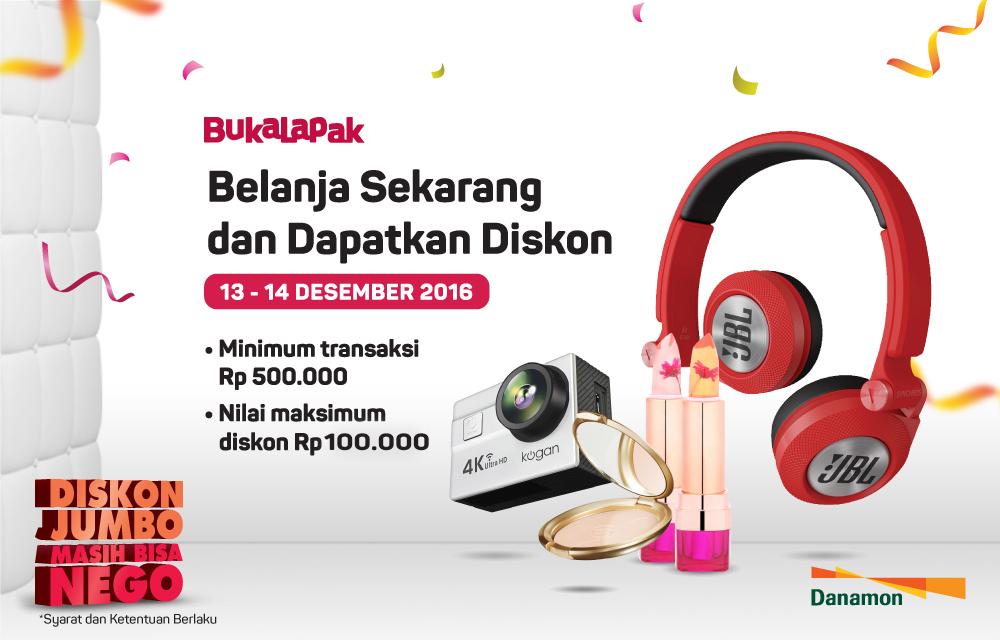 Bukalapak
Belanja Sekarang
dan Dapatkan Diskon
13 - 14 DESEMBER 2016
• Minimum transaksi
Rp 500.000
• Nilai maksimum
diskon Rp100.000
4K Ultra HD
kogan
JBL
JBL
DISKON
JUMBO
MASIH BISA
NEGO
*Syarat dan Ketentuan Berlaku
Danamon